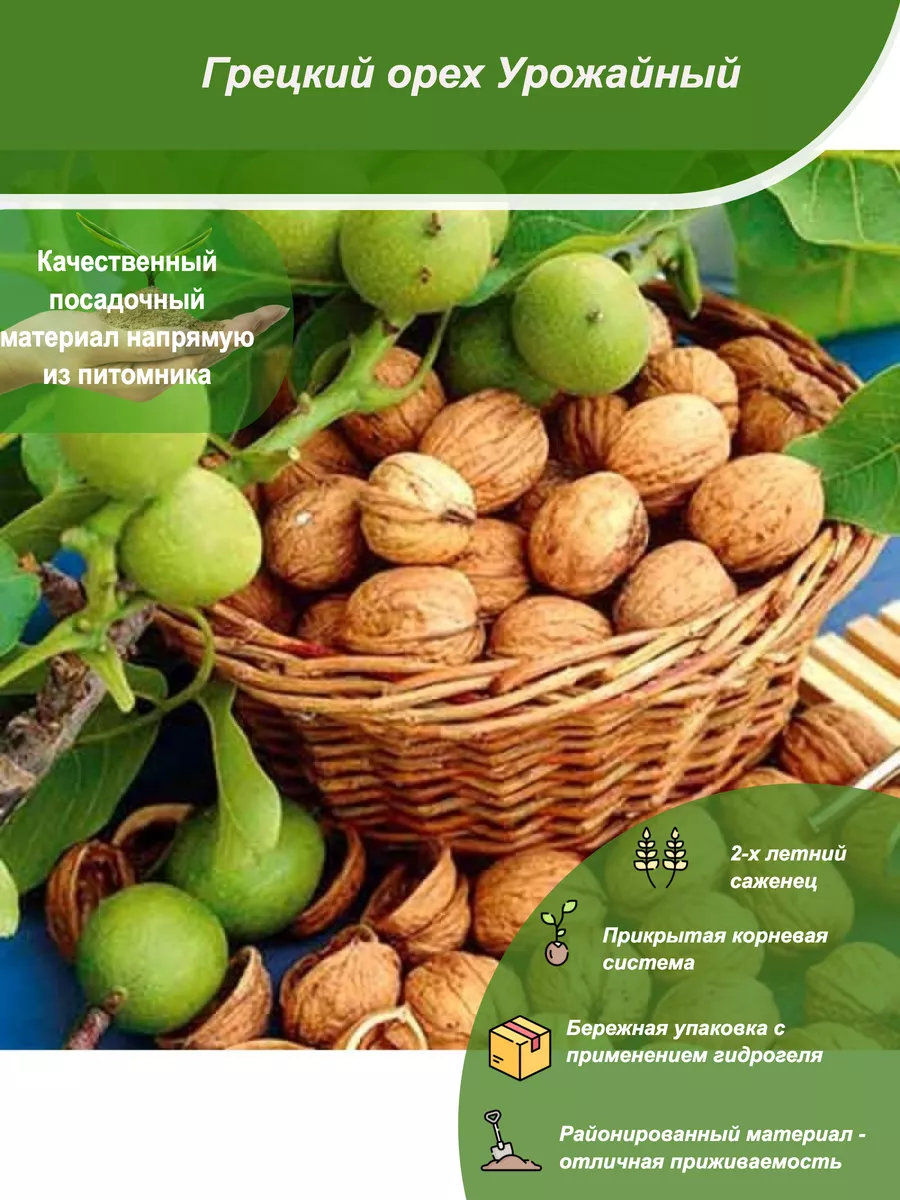 Грецкий орех Урожайный
Качественный
посадочный
материал напрямую
из питомника
2-х летний
саженец
Прикрытая корневая
система
Бережная упаковка с
применением гидрогеля
Районированный материал -
отличная приживаемость